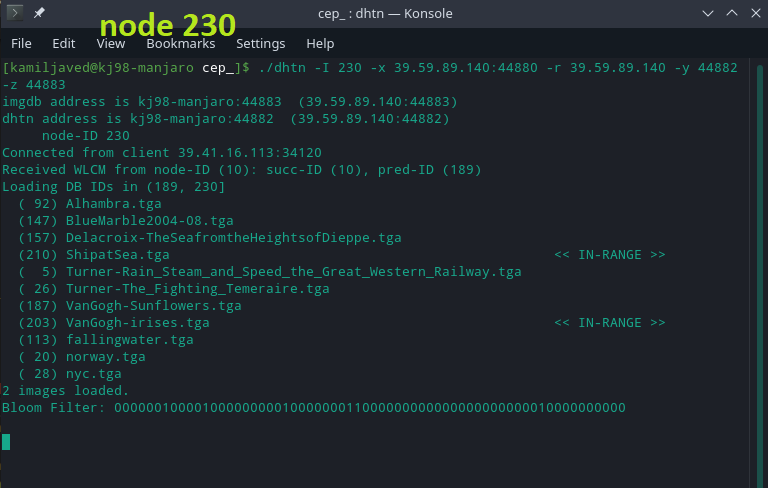 cep_ : dhtn — Konsole
node 230
File Edit View Bookmarks Settings Help
[kamiljaved@kj98-manjaro cep_]$ ./dhtn -I 230 -x 39.59.89.140:44880 -r 39.59.89.140 -y 44882
-z 44883
imgdb address is kj98-manjaro:44883 (39.59.89.140:44883)
dhtn address is kj98-manjaro:44882 (39.59.89.140:44882)
node-ID 230
Connected from client 39.41.16.113:34120
Received WLCM from node-ID (10): succ-ID (10), pred-ID (189)
Loading DB IDs in (189, 230]
( 92) Alhambra.tga
(147) BlueMarble2004-08.tga
(157) Delacroix-TheSeafromtheHeightsofDieppe.tga
(210) ShipatSea.tga << IN-RANGE >>
( 5) Turner-Rain_Steam_and_Speed_the_Great_Western_Railway.tga
( 26) Turner-The_Fighting_Temeraire.tga
(187) VanGogh-Sunflowers.tga
(203) VanGogh-irises.tga << IN-RANGE >>
(113) fallingwater.tga
( 20) norway.tga
( 28) nyc.tga
2 images loaded.
Bloom Filter: 0000001000010000000001000000011000000000000000000000010000000000